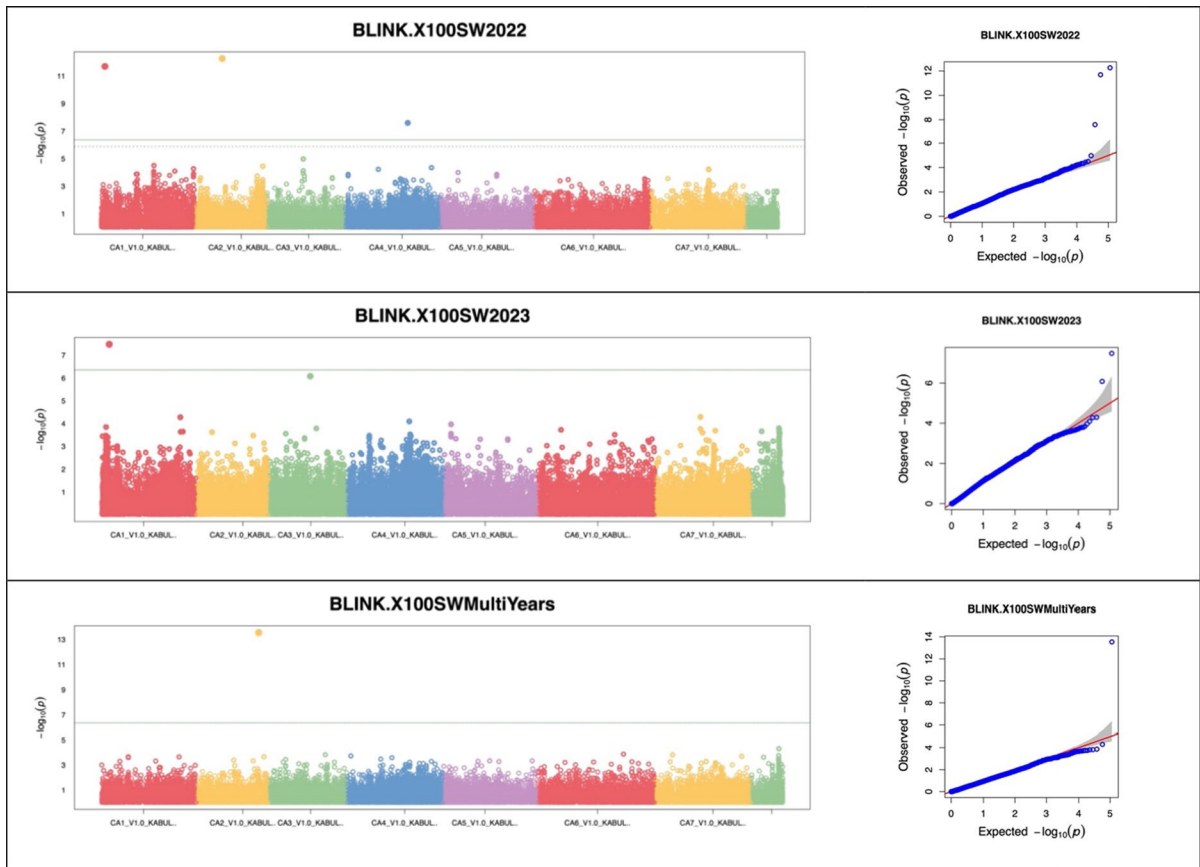 BLINK.X100SW2022
−log₁₀(p)
11
9
7
5
3
1
CA1_V1.0_KABUL.. CA2_V1.0_KABUL.. CA3_V1.0_KABUL.. CA4_V1.0_KABUL.. CA5_V1.0_KABUL.. CA6_V1.0_KABUL.. CA7_V1.0_KABUL..
BLINK.X100SW2022
Observed −log₁₀(p)
12
10
8
6
4
2
0
0 1 2 3 4 5
Expected −log₁₀(p)
BLINK.X100SW2023
−log₁₀(p)
7
6
5
4
3
2
1
CA1_V1.0_KABUL.. CA2_V1.0_KABUL.. CA3_V1.0_KABUL.. CA4_V1.0_KABUL.. CA5_V1.0_KABUL.. CA6_V1.0_KABUL.. CA7_V1.0_KABUL..
BLINK.X100SW2023
Observed −log₁₀(p)
6
4
2
0
0 1 2 3 4 5
Expected −log₁₀(p)
BLINK.X100SWMultiYears
−log₁₀(p)
13
11
9
7
5
3
1
CA1_V1.0_KABUL.. CA2_V1.0_KABUL.. CA3_V1.0_KABUL.. CA4_V1.0_KABUL.. CA5_V1.0_KABUL.. CA6_V1.0_KABUL.. CA7_V1.0_KABUL..
BLINK.X100SWMultiYears
Observed −log₁₀(p)
14
12
10
8
6
4
2
0
0 1 2 3 4 5
Expected −log₁₀(p)